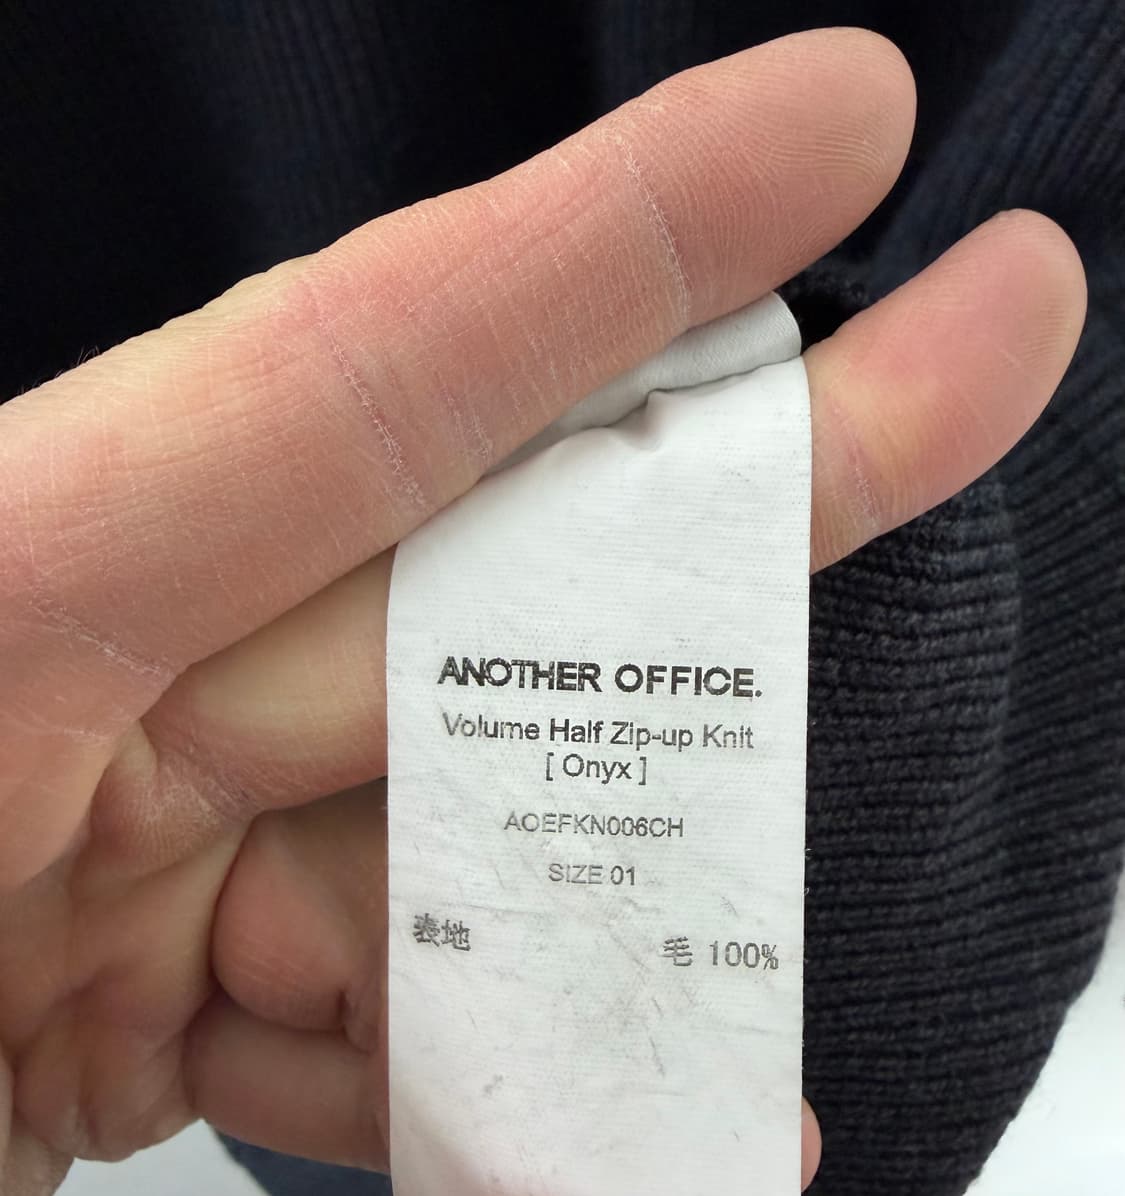 ANOTHER OFFICE.
Volume Half Zip-up Knit
[ Onyx ]
AOEFKN006CH
SIZE 01
表地 毛 100%